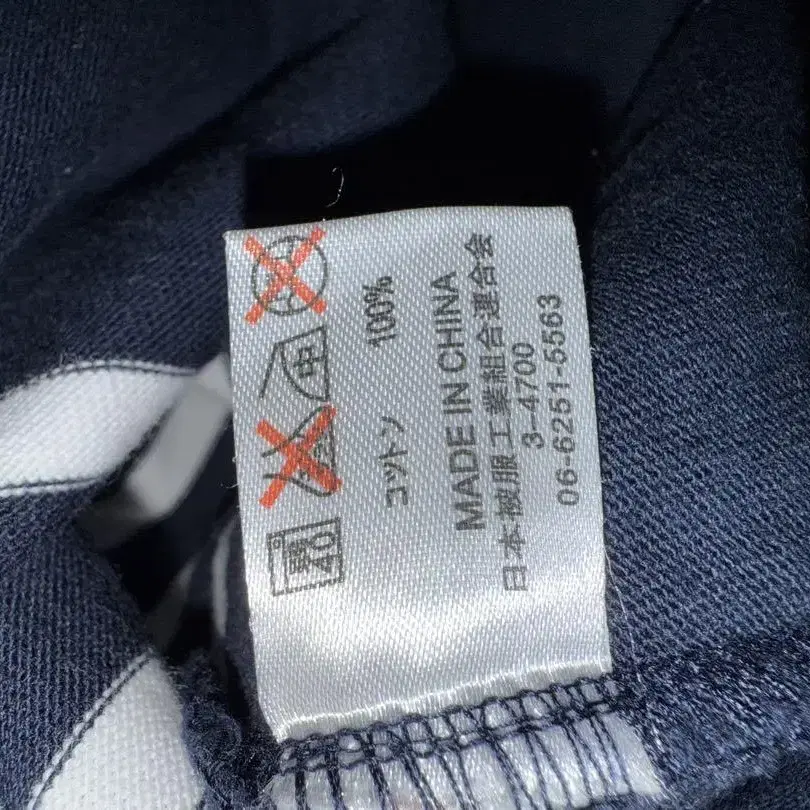 40
中
コットン 100%
MADE IN CHINA
日本被服工業組合連合会
3-4700
06-6251-5563